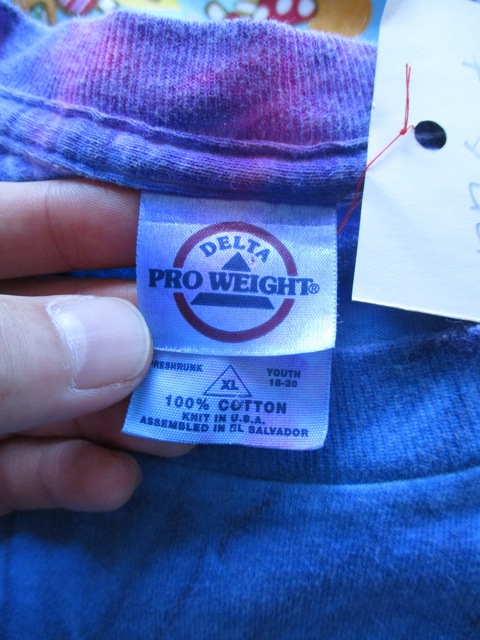 DELTA
PRO WEIGHT®
PRESHRUNK
XL
YOUTH
18-20
100% COTTON
KNIT IN U.S.A.
ASSEMBLED IN EL SALVADOR